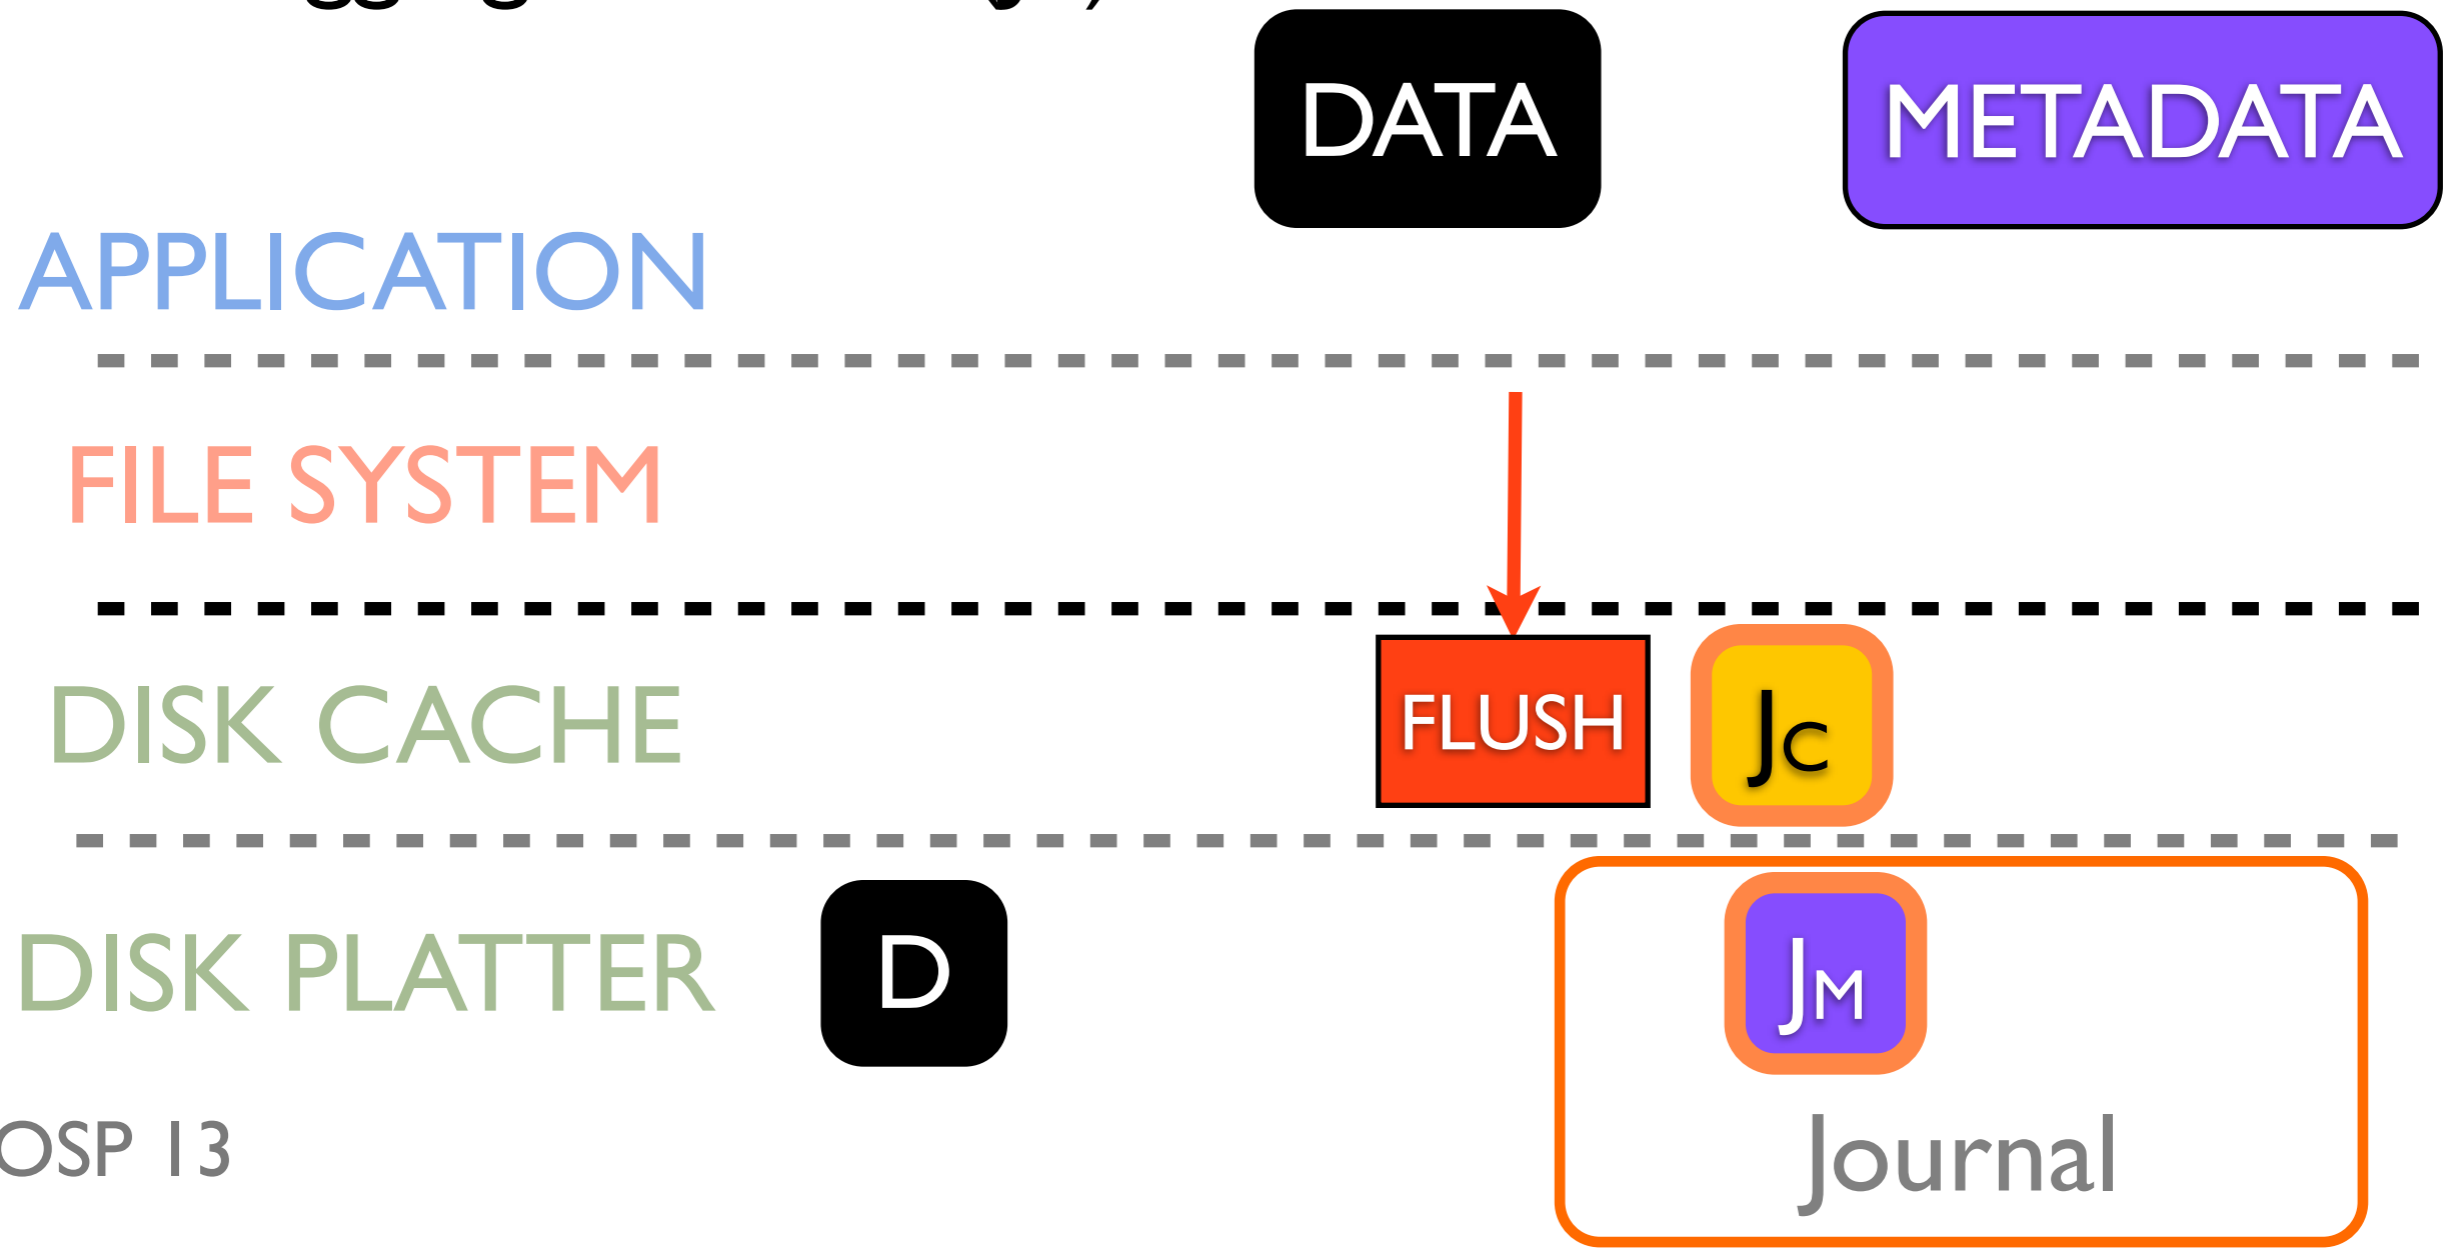 DATA
METADATA
APPLICATION
FILE SYSTEM
DISK CACHE
FLUSH
JC
DISK PLATTER
D
JM
OSP 13
Journal